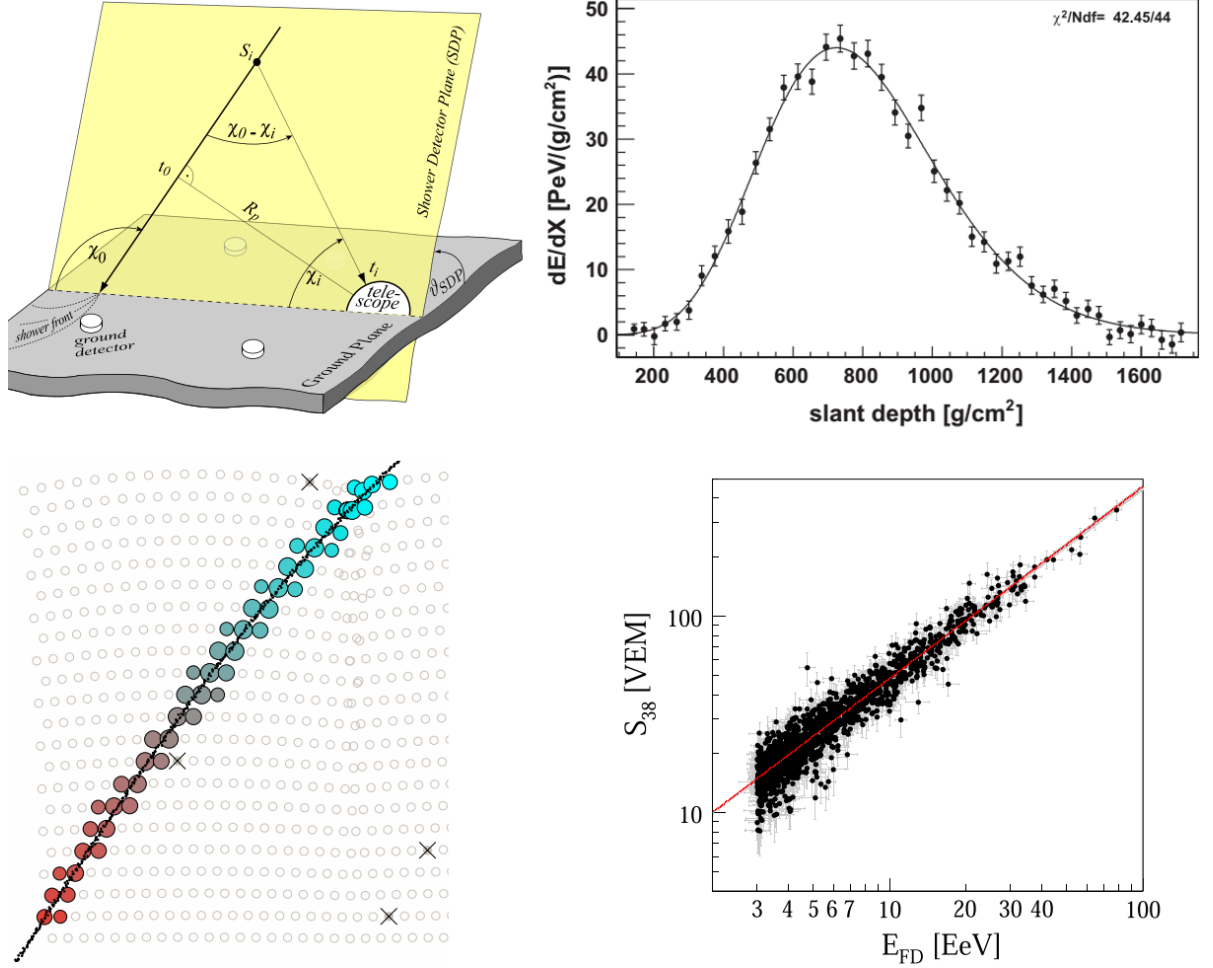 S_i
Shower Detector Plane (SDP)
χ_0 - χ_i
t_0
R_p
χ_0
χ_i
t_i
ϑ_SDP
tele-
scope
shower front
ground
detector
Ground Plane
χ²/Ndf= 42.45/44
dE/dX [PeV/(g/cm²)]
50
40
30
20
10
0
200 400 600 800 1000 1200 1400 1600
slant depth [g/cm²]
S_38 [VEM]
100
10
3 4 5 6 7 10 20 30 40 100
E_FD [EeV]